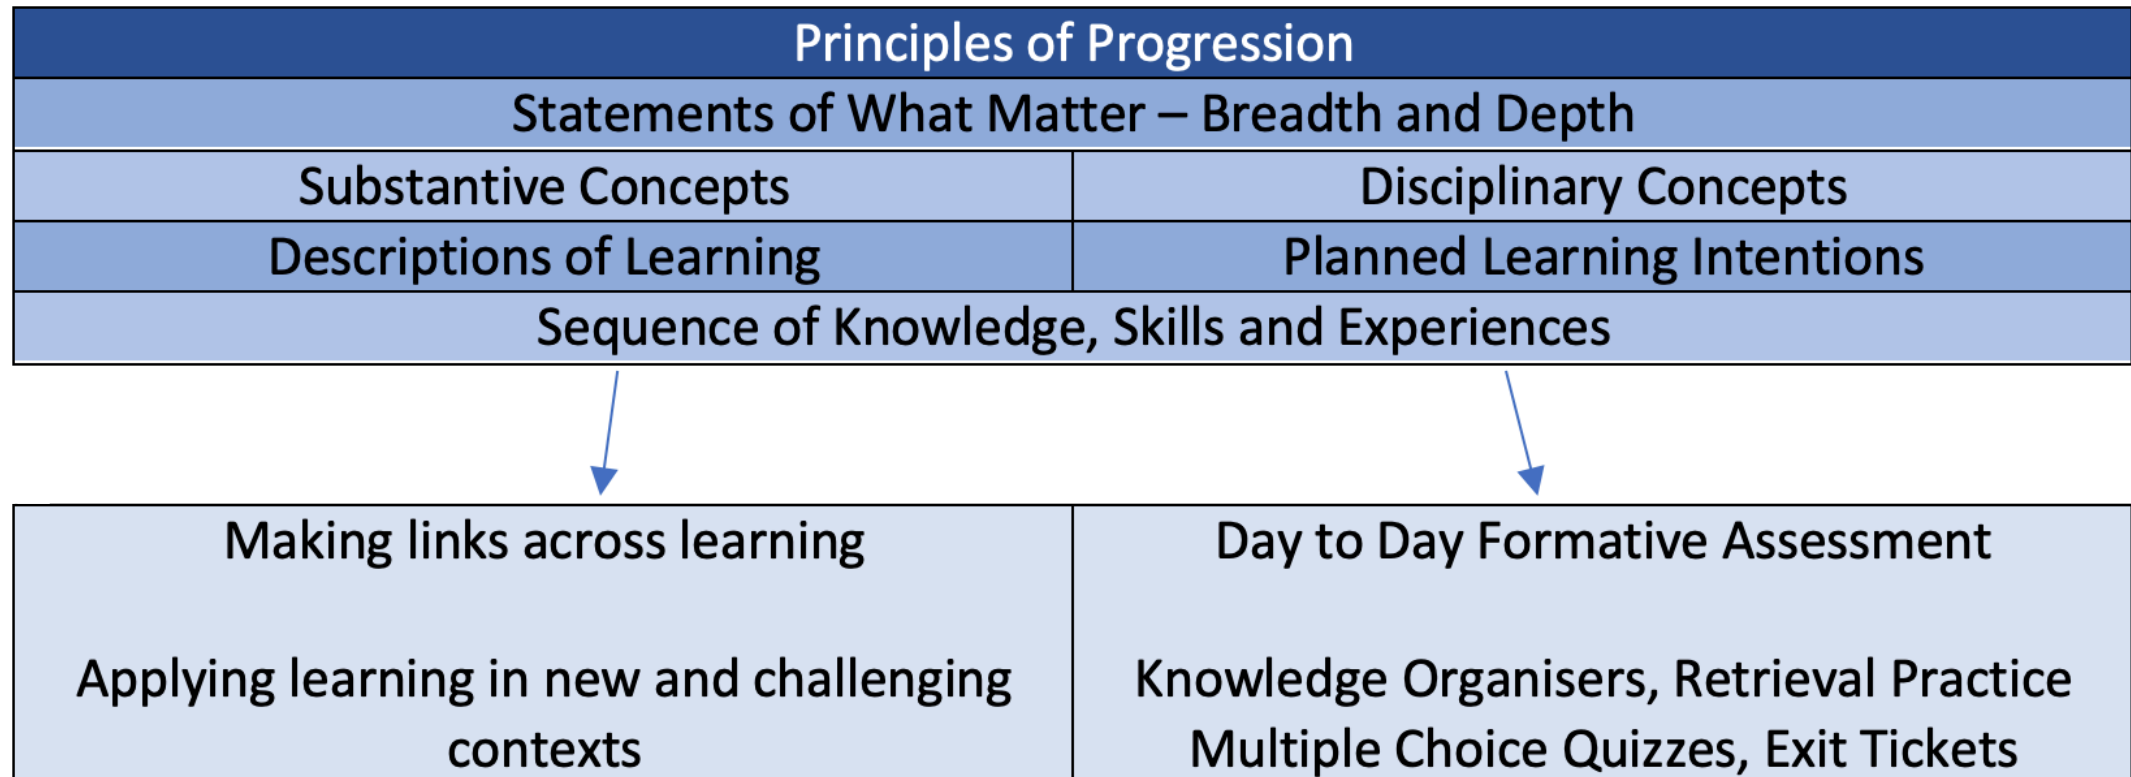 Principles of Progression
Statements of What Matter – Breadth and Depth
Substantive Concepts
Disciplinary Concepts
Descriptions of Learning
Planned Learning Intentions
Sequence of Knowledge, Skills and Experiences
Making links across learning
Applying learning in new and challenging
contexts
Day to Day Formative Assessment
Knowledge Organisers, Retrieval Practice
Multiple Choice Quizzes, Exit Tickets